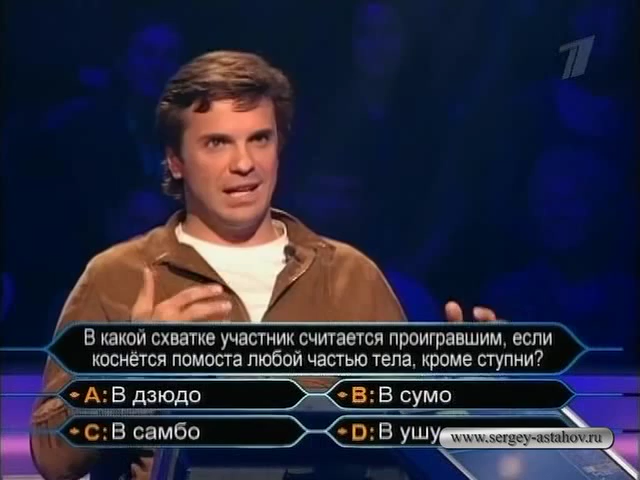 1
В какой схватке участник считается проигравшим, если
коснётся помоста любой частью тела, кроме ступни?
A: В дзюдо
B: В сумо
C: В самбо
D: В ушу
www.sergey-astahov.ru